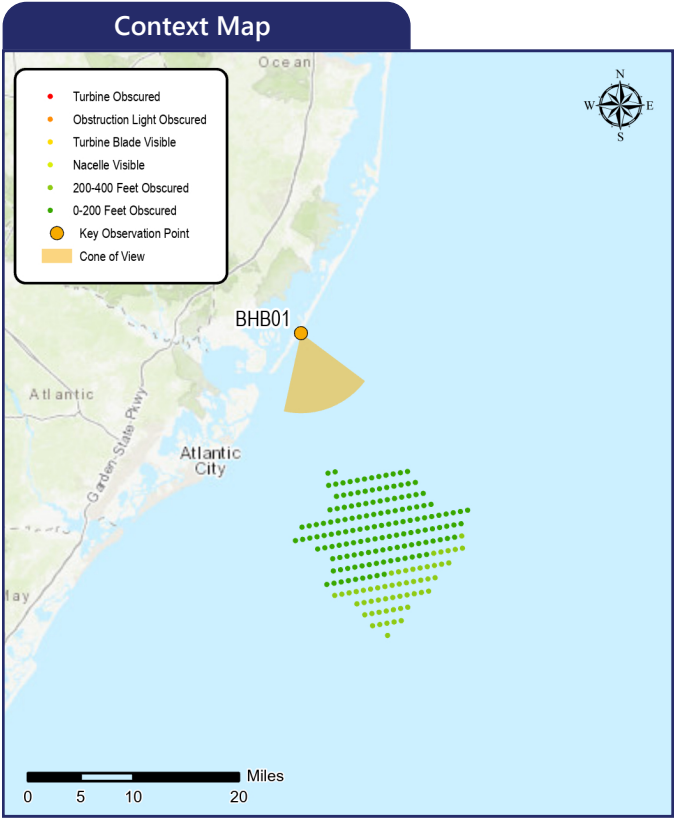 Context Map
Ocean
N
W E
S
Turbine Obscured
Obstruction Light Obscured
Turbine Blade Visible
Nacelle Visible
200-400 Feet Obscured
0-200 Feet Obscured
Key Observation Point
Cone of View
BHB01
Atlantic
Garden-State-Pkwy
Atlantic
City
May
Miles
0 5 10 20